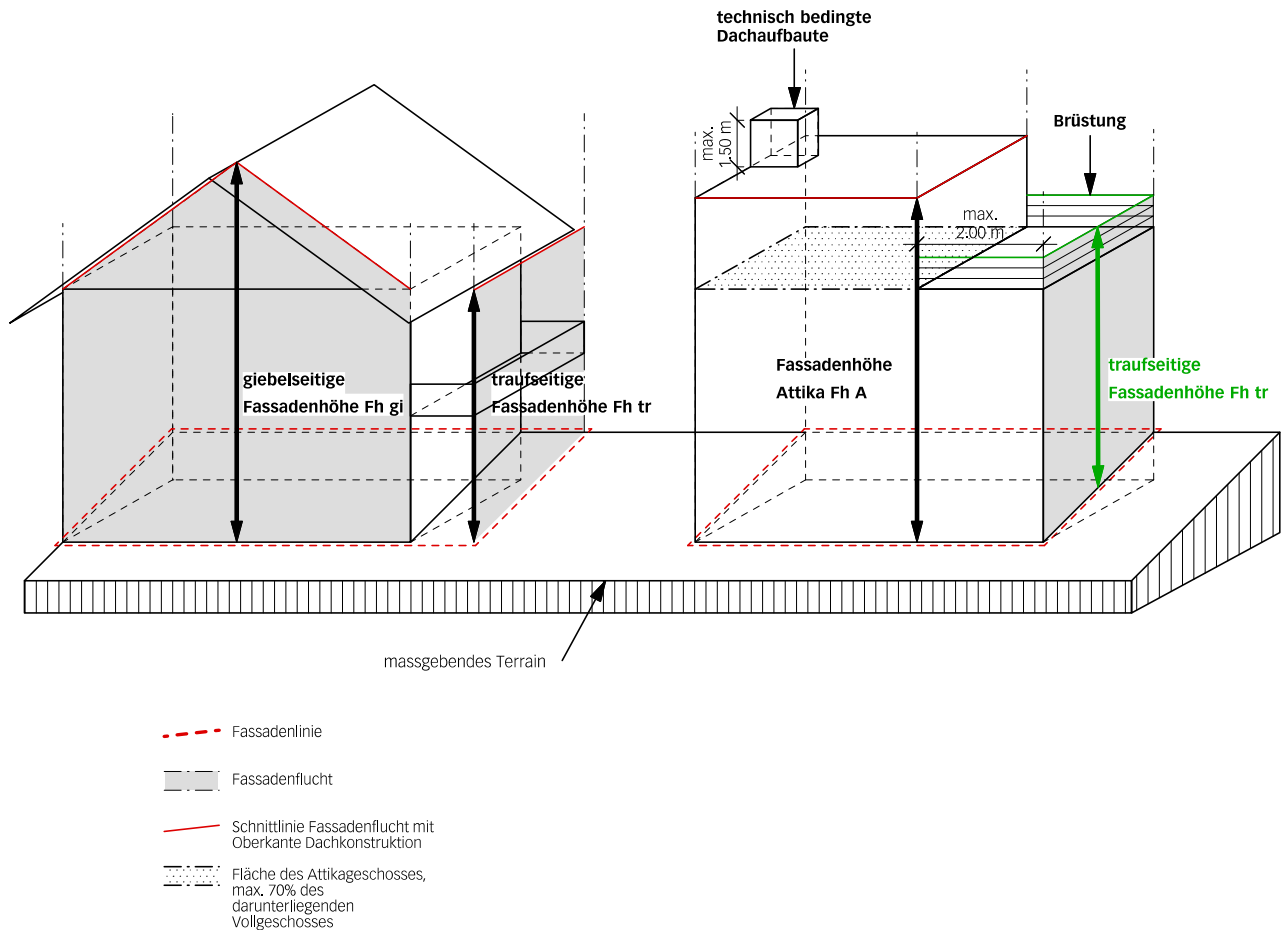 technisch bedingte
Dachaufbaute
max.
1.50 m
Brüstung
max.
2.00 m
giebelseitige
Fassadenhöhe Fh gi
traufseitige
Fassadenhöhe Fh tr
Fassadenhöhe
Attika Fh A
traufseitige
Fassadenhöhe Fh tr
massgebendes Terrain
Fassadenlinie
Fassadenflucht
Schnittlinie Fassadenflucht mit
Oberkante Dachkonstruktion
Fläche des Attikageschosses,
max. 70% des
darunterliegenden
Vollgeschosses